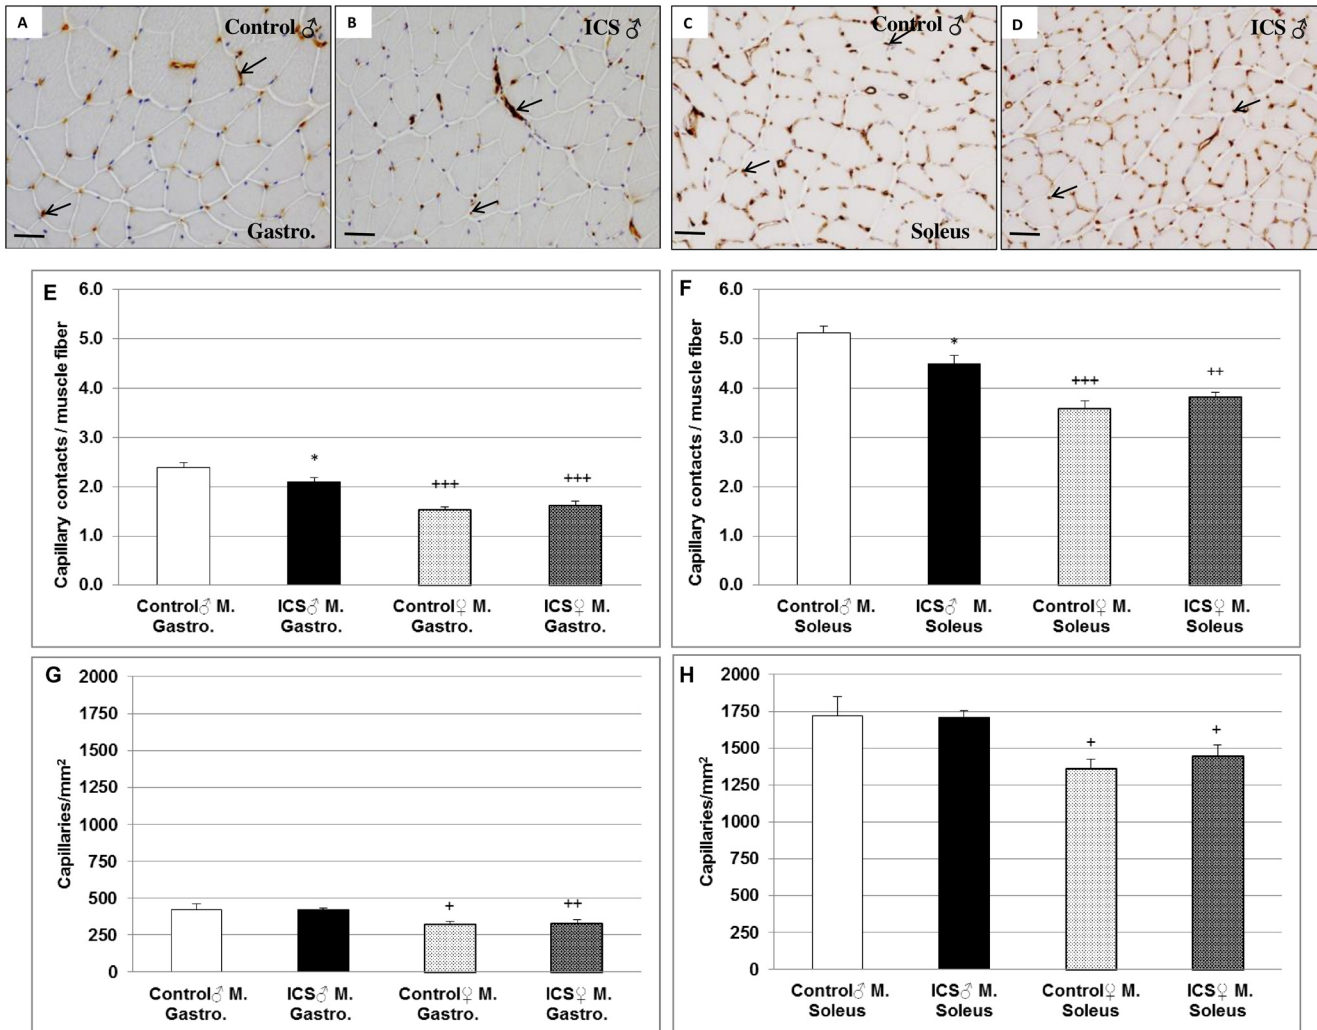 A
Control ♂
Gastro.
B
ICS ♂
C
Control ♂
Soleus
D
ICS ♂
E
Capillary contacts / muscle fiber
6.0
5.0
4.0
3.0
2.0
1.0
0.0
*
+++
+++
Control♂ M.
Gastro.
ICS♂ M.
Gastro.
Control♀ M.
Gastro.
ICS♀ M.
Gastro.
F
Capillary contacts / muscle fiber
6.0
5.0
4.0
3.0
2.0
1.0
0.0
*
+++
++
Control♂ M.
Soleus
ICS♂ M.
Soleus
Control♀ M.
Soleus
ICS♀ M.
Soleus
G
Capillaries/mm²
2000
1750
1500
1250
1000
750
500
250
0
+
++
Control♂ M.
Gastro.
ICS♂ M.
Gastro.
Control♀ M.
Gastro.
ICS♀ M.
Gastro.
H
Capillaries/mm²
2000
1750
1500
1250
1000
750
500
250
0
+
+
Control♂ M.
Soleus
ICS♂ M.
Soleus
Control♀ M.
Soleus
ICS♀ M.
Soleus